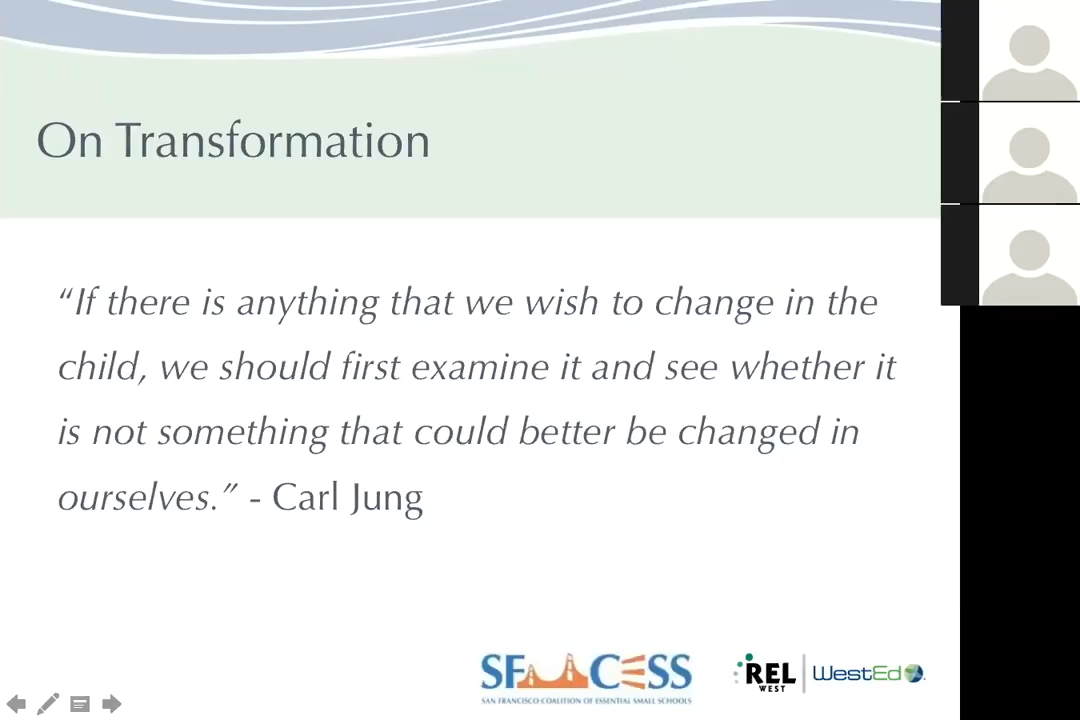 On Transformation
“If there is anything that we wish to change in the
child, we should first examine it and see whether it
is not something that could better be changed in
ourselves.” - Carl Jung
SF CESS
SAN FRANCISCO COALITION OF ESSENTIAL SMALL SCHOOLS
REL
WEST
WestEd